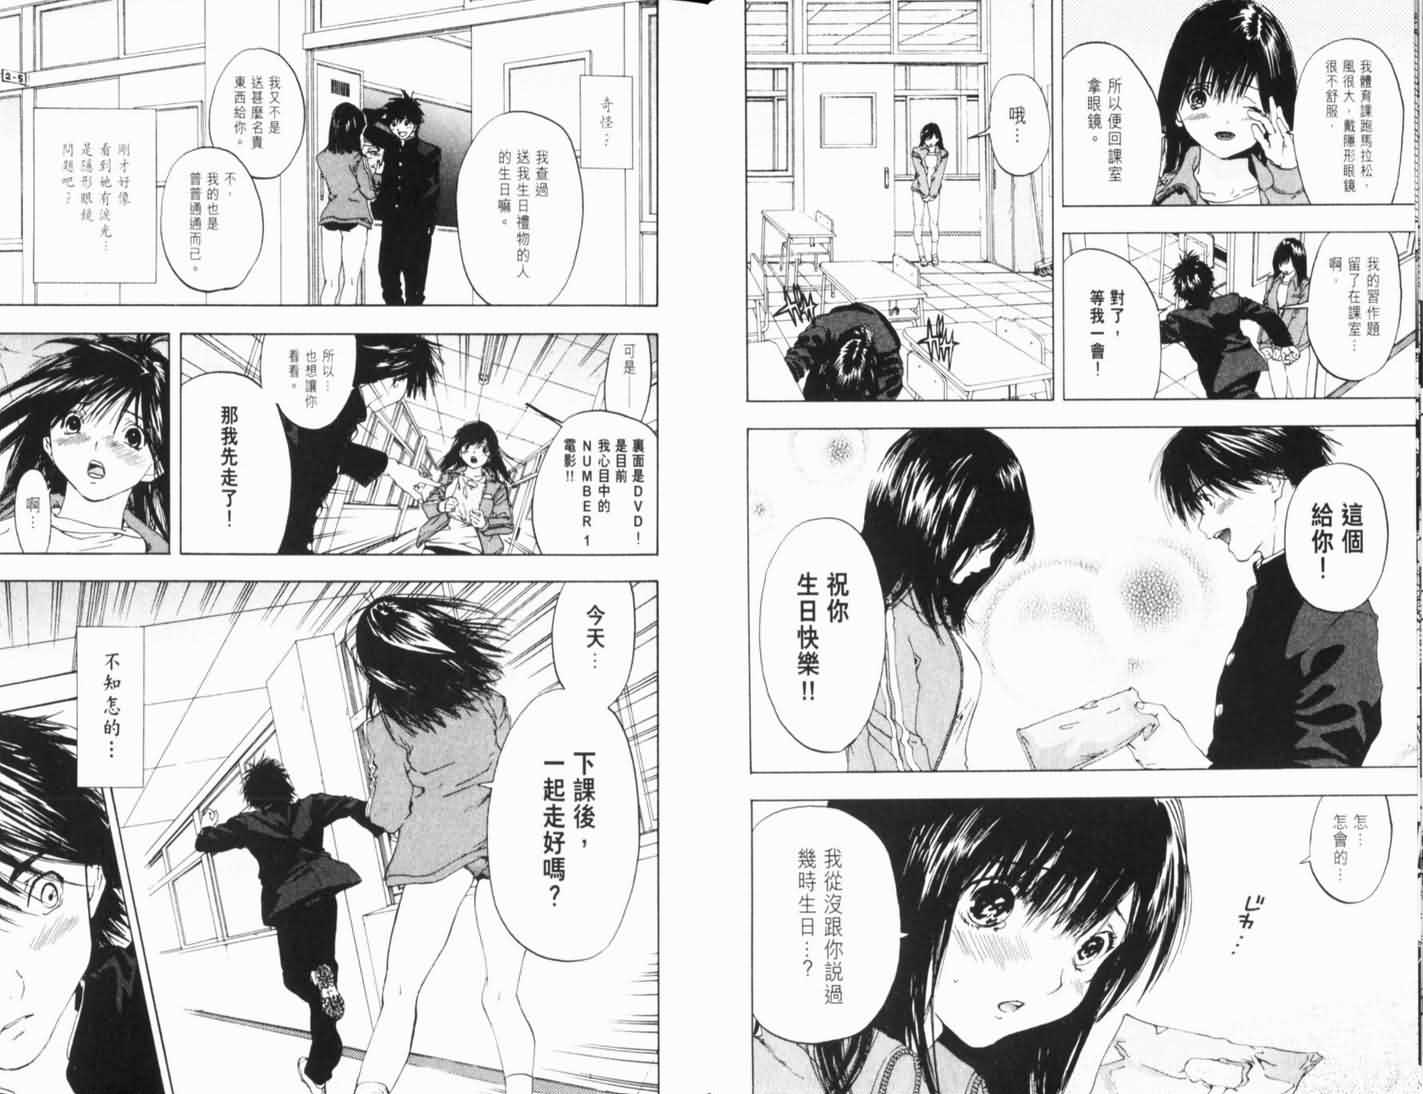 我體育課跑馬拉松，
風很大，戴隱形眼鏡
很不舒服，
所以便回課室
拿眼鏡。
哦…
我的習作題
留了在課室…
啊。
對了，
等我一會！
這個
給你！
祝你
生日快樂!!
怎…
怎會的…
我從沒跟你説過
幾時生日…？
奇怪…
我查過
送我生日禮物的人
的生日嘛。
我又不是
送甚麼名貴
東西給你。
不，
我的也是
普普通通而己。
剛才好像
看到她有淚光…
是隱形眼鏡
問題吧？
2-5
可是
裏面是DVD！
是目前
我心目中的
NUMBER 1
電影!!
所以…
也想讓你
看看。
那我先走了！
啊…
今天…
下課後，
一起走好嗎？
不知怎的…